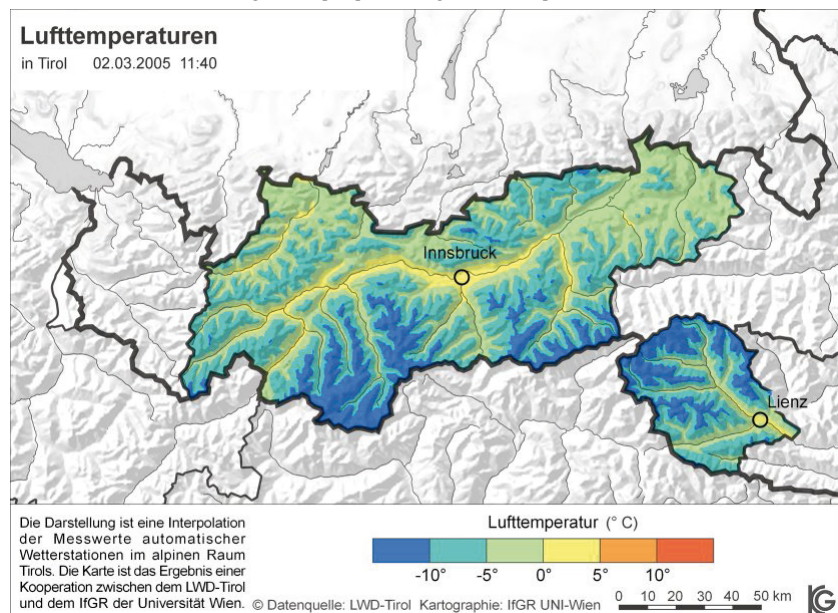 Lufttemperaturen
in Tirol 02.03.2005 11:40
Innsbruck
Lienz
Die Darstellung ist eine Interpolation
der Messwerte automatischer
Wetterstationen im alpinen Raum
Tirols. Die Karte ist das Ergebnis einer
Kooperation zwischen dem LWD-Tirol
und dem IfGR der Universität Wien.
Lufttemperatur (° C)
-10° -5° 0° 5° 10°
© Datenquelle: LWD-Tirol Kartographie: IfGR UNI-Wien
0 10 20 30 40 50 km